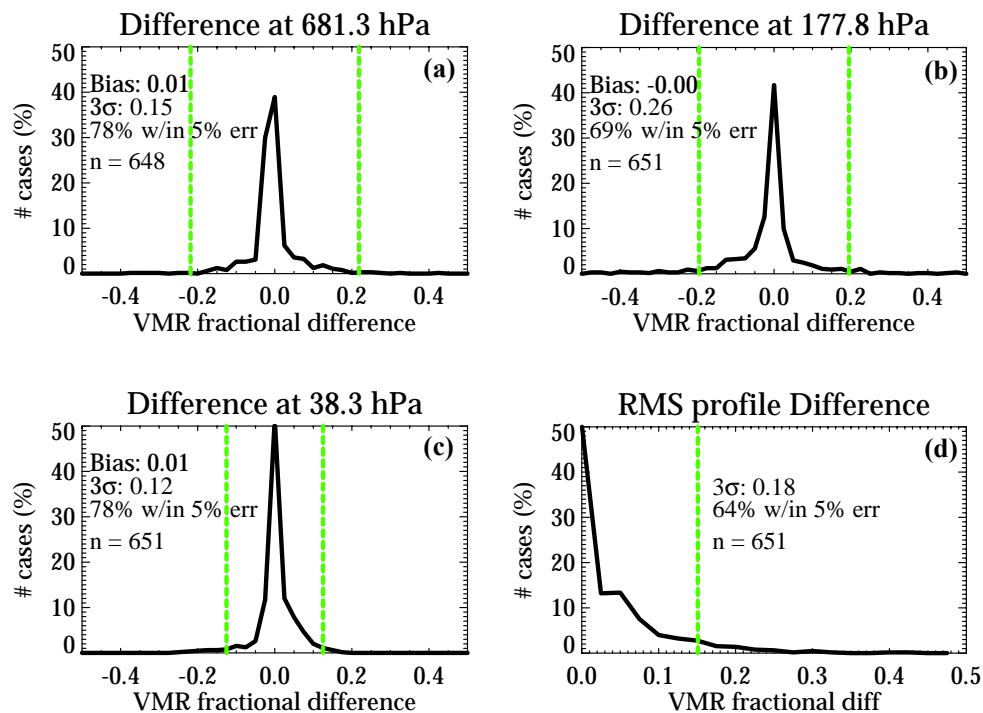 Difference at 681.3 hPa
(a)
Bias: 0.01
3σ: 0.15
78% w/in 5% err
n = 648
# cases (%)
50
40
30
20
10
0
-0.4 -0.2 0.0 0.2 0.4
VMR fractional difference
Difference at 177.8 hPa
(b)
Bias: -0.00
3σ: 0.26
69% w/in 5% err
n = 651
# cases (%)
50
40
30
20
10
0
-0.4 -0.2 0.0 0.2 0.4
VMR fractional difference
Difference at 38.3 hPa
(c)
Bias: 0.01
3σ: 0.12
78% w/in 5% err
n = 651
# cases (%)
50
40
30
20
10
0
-0.4 -0.2 0.0 0.2 0.4
VMR fractional difference
RMS profile Difference
(d)
3σ: 0.18
64% w/in 5% err
n = 651
# cases (%)
50
40
30
20
10
0
0.0 0.1 0.2 0.3 0.4 0.5
VMR fractional diff